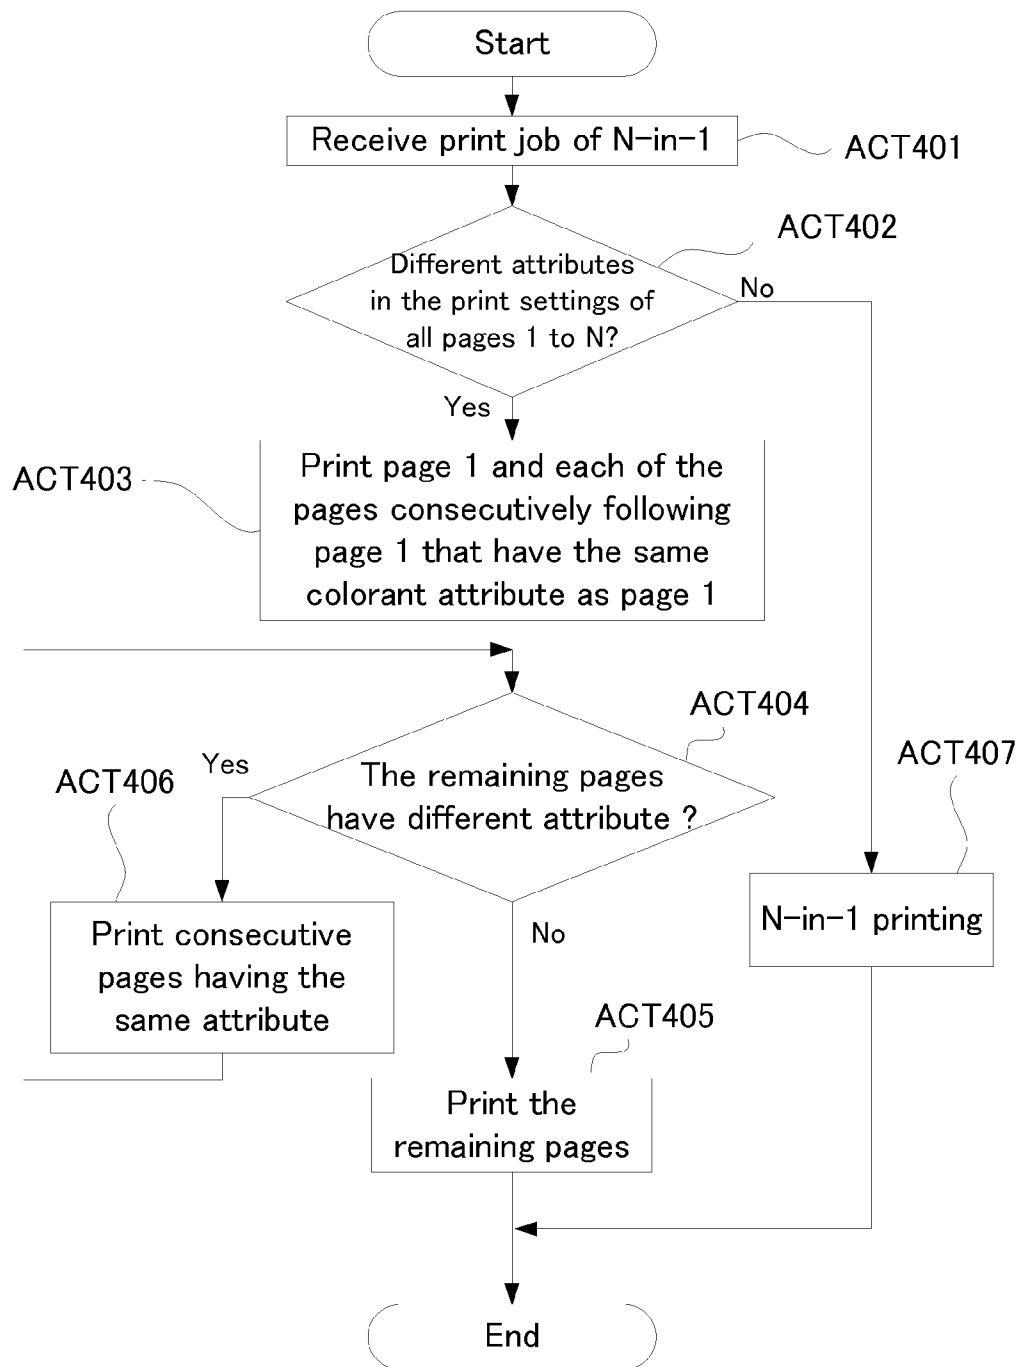 Start
Receive print job of N-in-1
ACT401
ACT402
Different attributes
in the print settings of
all pages 1 to N?
No
Yes
ACT403
Print page 1 and each of the
pages consecutively following
page 1 that have the same
colorant attribute as page 1
ACT404
Yes
The remaining pages
have different attribute ?
ACT406
ACT407
Print consecutive
pages having the
same attribute
No
N-in-1 printing
ACT405
Print the
remaining pages
End